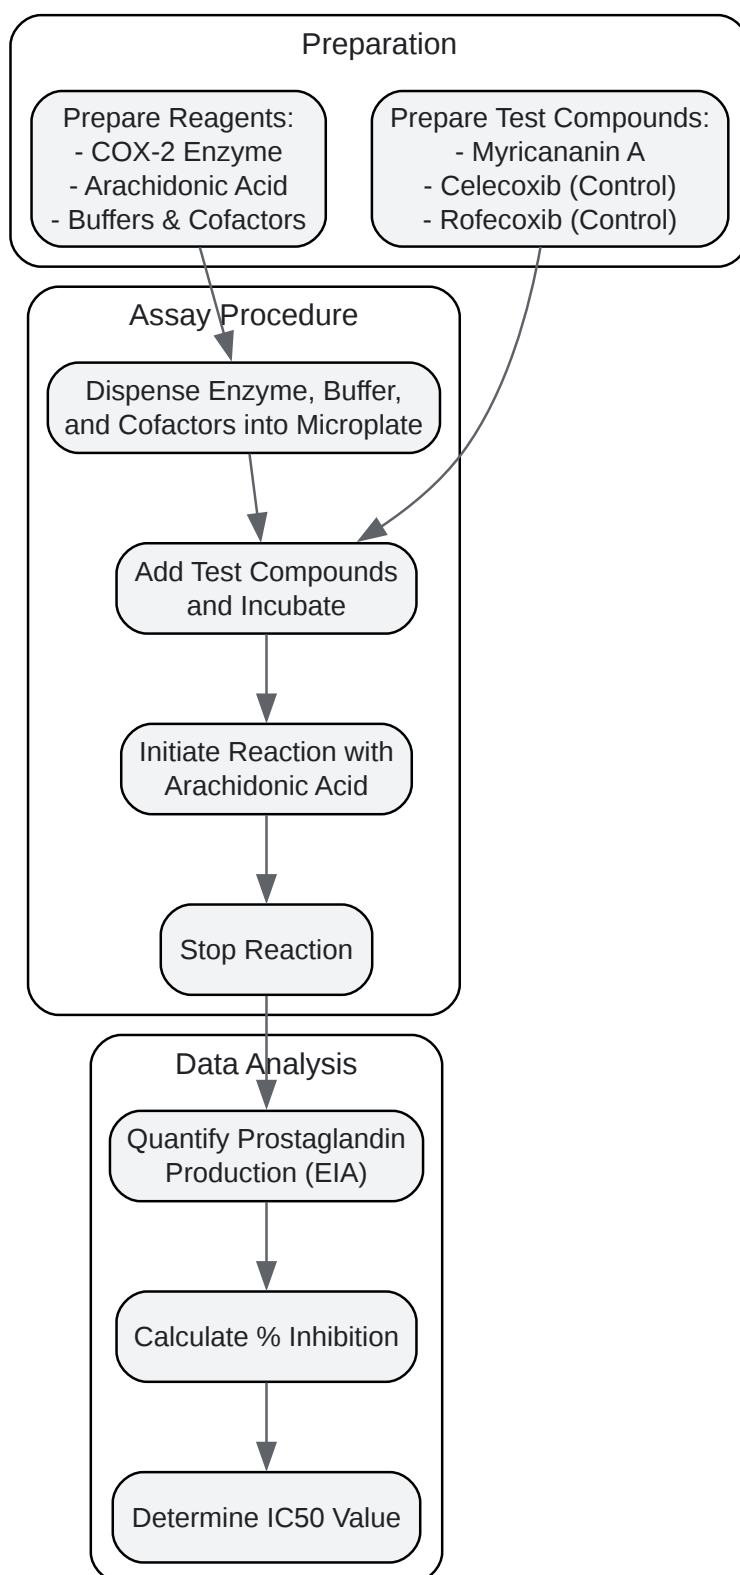 Preparation
Prepare Reagents:
- COX-2 Enzyme
- Arachidonic Acid
- Buffers & Cofactors
Prepare Test Compounds:
- Myricananin A
- Celecoxib (Control)
- Rofecoxib (Control)
Assay Procedure
Dispense Enzyme, Buffer,
and Cofactors into Microplate
Add Test Compounds
and Incubate
Initiate Reaction with
Arachidonic Acid
Stop Reaction
Data Analysis
Quantify Prostaglandin
Production (EIA)
Calculate % Inhibition
Determine IC50 Value